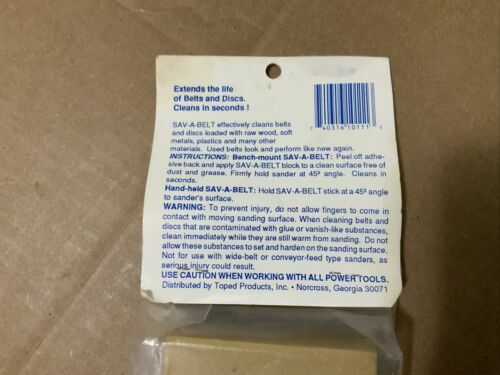 Extends the life
of Belts and Discs.
Cleans in seconds !
7 40316 10111 3
SAV-A-BELT effectively cleans belts
and discs loaded with raw wood, soft
metals, plastics and many other
materials. Used belts look and perform like new again.
INSTRUCTIONS: Bench-mount SAV-A-BELT: Peel off adhe-
sive back and apply SAV-A-BELT block to a clean surface free of
dust and grease. Firmly hold sander at 45º angle. Cleans in
seconds.
Hand-held SAV-A-BELT: Hold SAV-A-BELT stick at a 45º angle
to sander's surface.
WARNING: To prevent injury, do not allow fingers to come in
contact with moving sanding surface. When cleaning belts and
discs that are contaminated with glue or vanish-like substances,
clean immediately while they are still warm from sanding. Do not
allow these substances to set and harden on the sanding surface.
Not for use with wide-belt or conveyor-feed type sanders, as
serious injury could result.
USE CAUTION WHEN WORKING WITH ALL POWER TOOLS.
Distributed by Toped Products, Inc. • Norcross, Georgia 30071